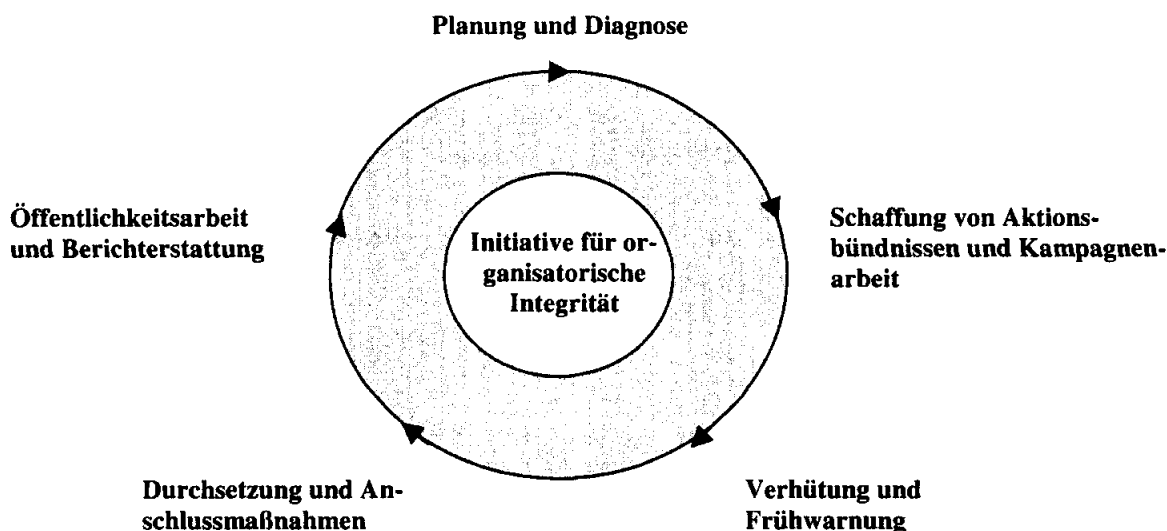 Planung und Diagnose
Öffentlichkeitsarbeit
und Berichterstattung
Initiative für or-
ganisatorische
Integrität
Schaffung von Aktions-
bündnissen und Kampagnen-
arbeit
Durchsetzung und An-
schlussmaßnahmen
Verhütung und
Frühwarnung